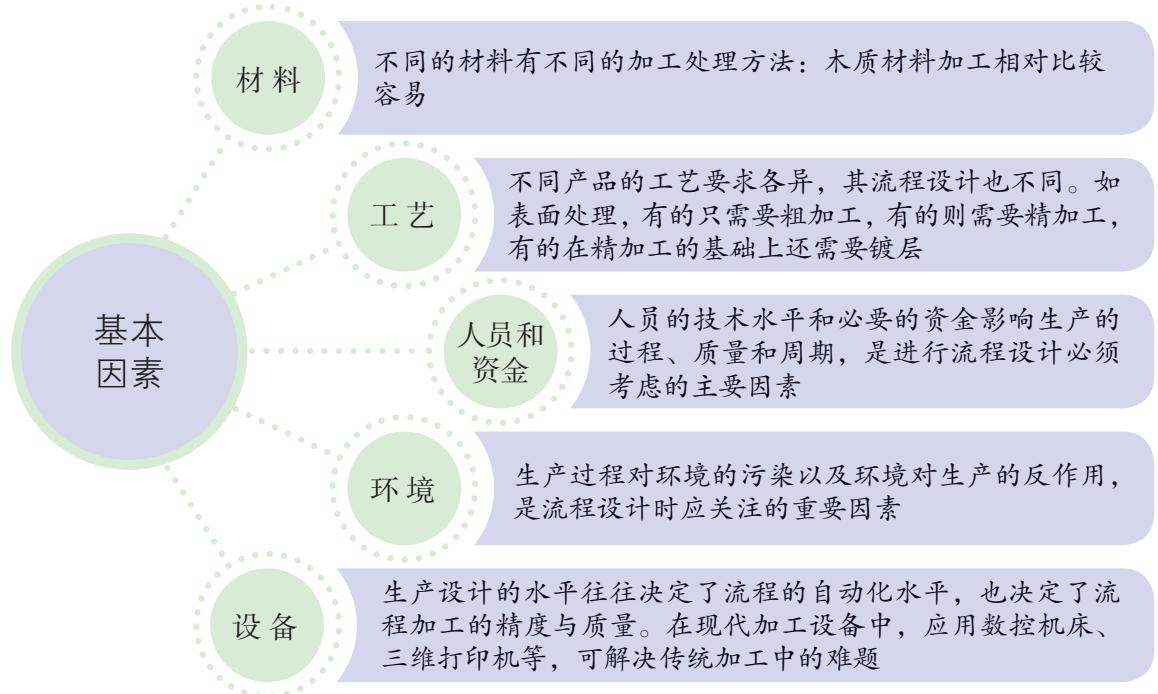 材料
不同的材料有不同的加工处理方法：木质材料加工相对比较
容易
工艺
不同产品的工艺要求各异，其流程设计也不同。如
表面处理，有的只需要粗加工，有的则需要精加工，
有的在精加工的基础上还需要镀层
基本
因素
人员和
资金
人员的技术水平和必要的资金影响生产的
过程、质量和周期，是进行流程设计必须
考虑的主要因素
环境
生产过程对环境的污染以及环境对生产的反作用，
是流程设计时应关注的重要因素
设备
生产设计的水平往往决定了流程的自动化水平，也决定了流
程加工的精度与质量。在现代加工设备中，应用数控机床、
三维打印机等，可解决传统加工中的难题